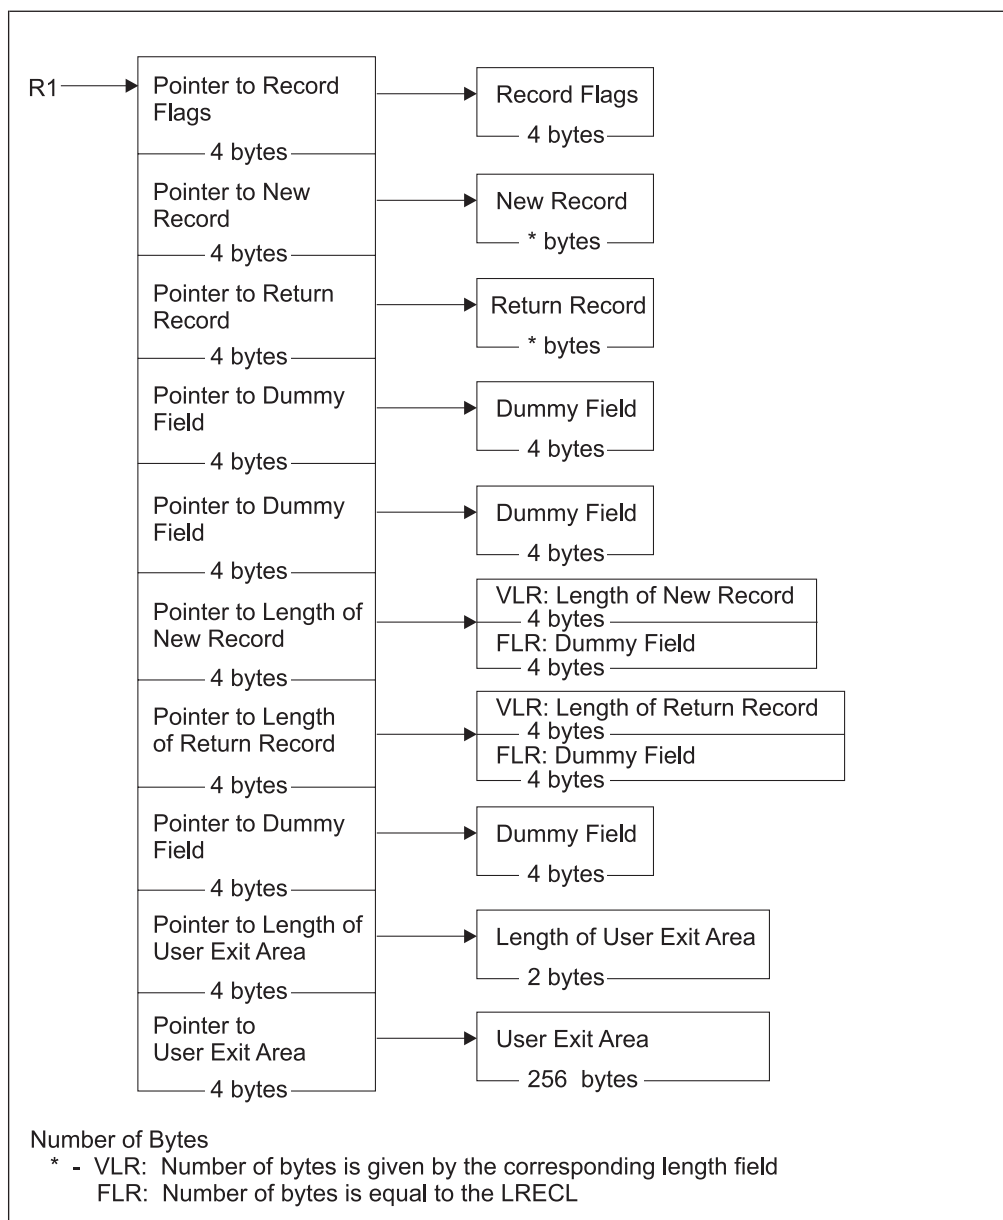 R1
Pointer to Record
Flags
4 bytes
Record Flags
4 bytes
Pointer to New
Record
4 bytes
New Record
* bytes
Pointer to Return
Record
4 bytes
Return Record
* bytes
Pointer to Dummy
Field
4 bytes
Dummy Field
4 bytes
Pointer to Dummy
Field
4 bytes
Dummy Field
4 bytes
Pointer to Length of
New Record
4 bytes
VLR: Length of New Record
4 bytes
FLR: Dummy Field
4 bytes
Pointer to Length
of Return Record
4 bytes
VLR: Length of Return Record
4 bytes
FLR: Dummy Field
4 bytes
Pointer to Dummy
Field
4 bytes
Dummy Field
4 bytes
Pointer to Length of
User Exit Area
4 bytes
Length of User Exit Area
2 bytes
Pointer to
User Exit Area
4 bytes
User Exit Area
256 bytes
Number of Bytes
* - VLR: Number of bytes is given by the corresponding length field
FLR: Number of bytes is equal to the LRECL